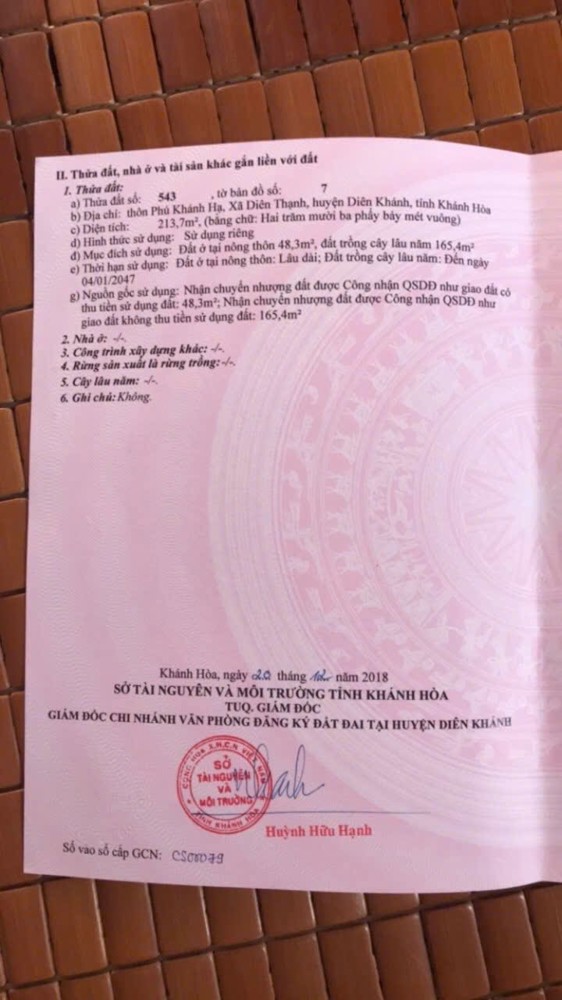 II. Thửa đất, nhà ở và tài sản khác gắn liền với đất
1. Thửa đất:
a) Thửa đất số: 543 , tờ bản đồ số: 7
b) Địa chỉ: thôn Phú Khánh Hạ, Xã Diên Thạnh, huyện Diên Khánh, tỉnh Khánh Hòa
c) Diện tích: 213,7m², (bằng chữ: Hai trăm mười ba phẩy bảy mét vuông)
d) Hình thức sử dụng: Sử dụng riêng
đ) Mục đích sử dụng: Đất ở tại nông thôn 48,3m², đất trồng cây lâu năm 165,4m²
e) Thời hạn sử dụng: Đất ở tại nông thôn: Lâu dài; Đất trồng cây lâu năm: Đến ngày
04/01/2047
g) Nguồn gốc sử dụng: Nhận chuyển nhượng đất được Công nhận QSDĐ như giao đất có
thu tiền sử dụng đất: 48,3m²; Nhận chuyển nhượng đất được Công nhận QSDĐ như
giao đất không thu tiền sử dụng đất: 165,4m²
2. Nhà ở: -/-.
3. Công trình xây dựng khác: -/-.
4. Rừng sản xuất là rừng trồng: -/-.
5. Cây lâu năm: -/-.
6. Ghi chú: Không.
Khánh Hòa, ngày 20 tháng 12 năm 2018
SỞ TÀI NGUYÊN VÀ MÔI TRƯỜNG TỈNH KHÁNH HÒA
TUQ. GIÁM ĐỐC
GIÁM ĐỐC CHI NHÁNH VĂN PHÒNG ĐĂNG KÝ ĐẤT ĐAI TẠI HUYỆN DIÊN KHÁNH
CỘNG HÒA X.H.C.N VIỆT NAM
SỞ
TÀI NGUYÊN
VÀ
MÔI TRƯỜNG
TỈNH KHÁNH HÒA
Huỳnh Hữu Hạnh
Số vào sổ cấp GCN: